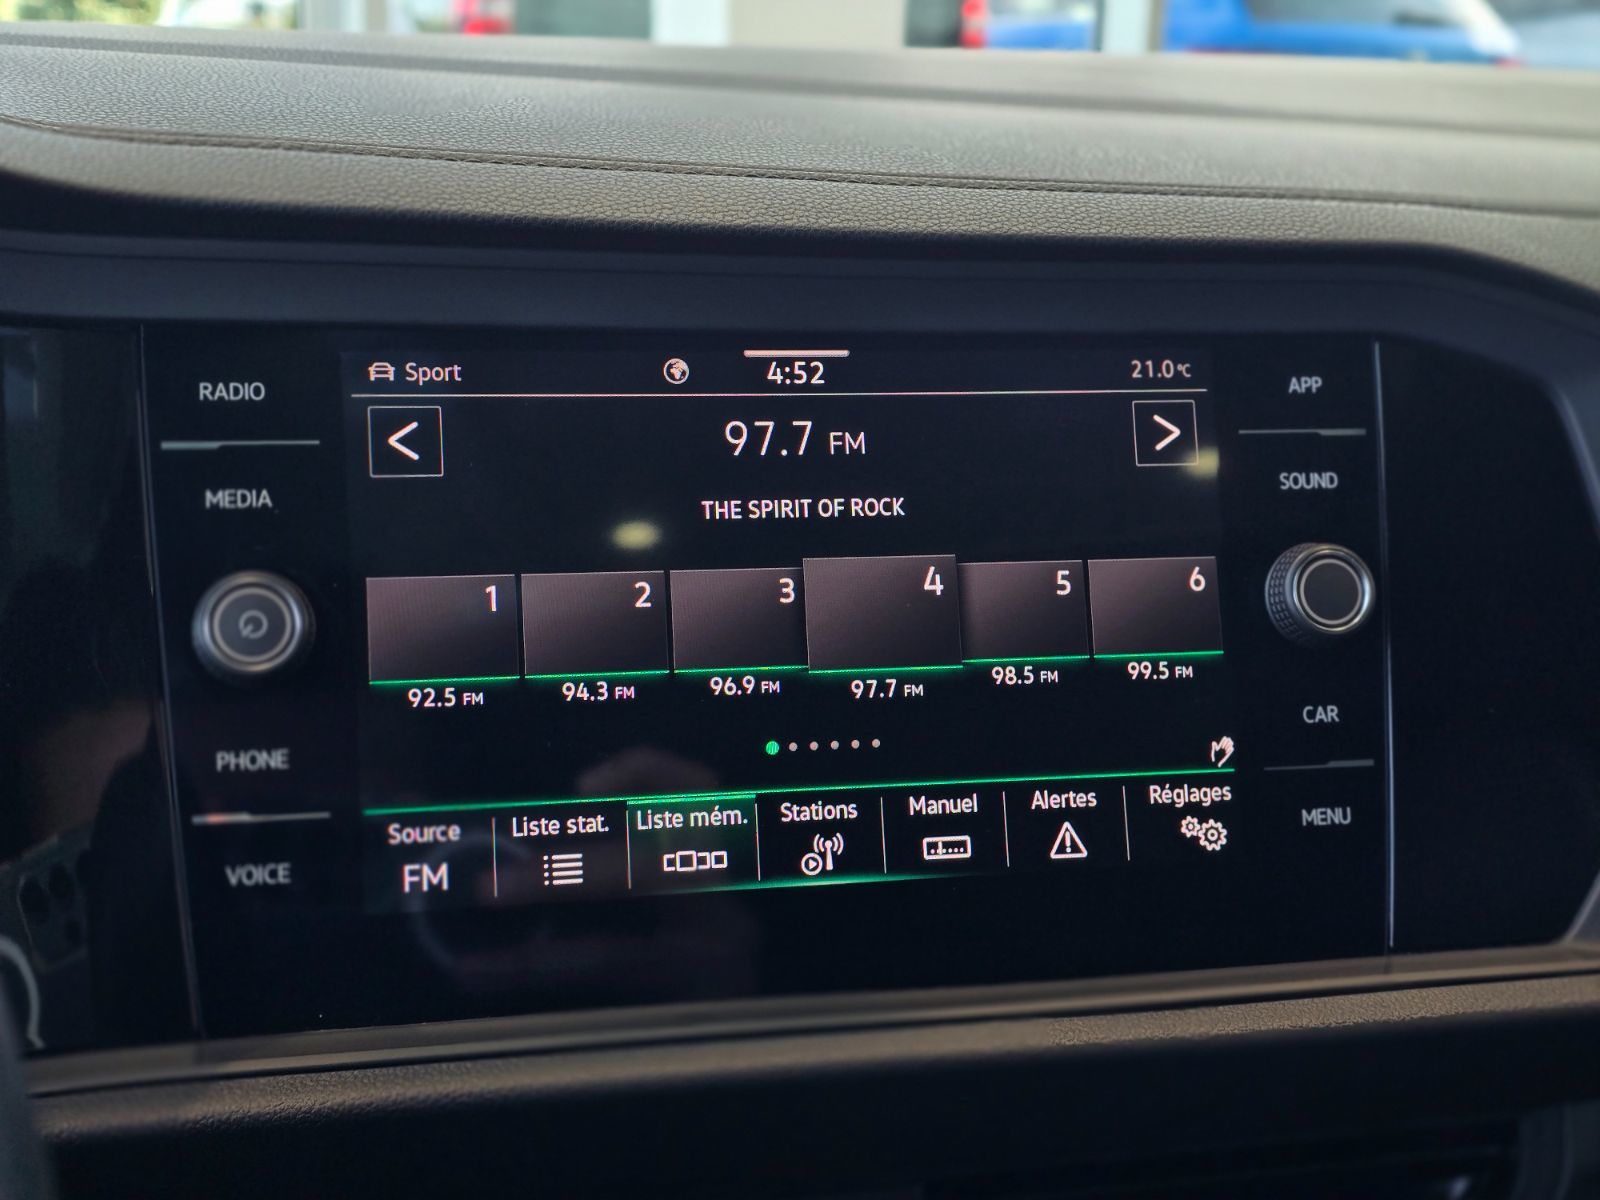 RADIO
MEDIA
PHONE
VOICE
Sport 4:52 21.0°C
97.7 FM
THE SPIRIT OF ROCK
1 2 3 4 5 6
92.5 FM 94.3 FM 96.9 FM 97.7 FM 98.5 FM 99.5 FM
Source Liste stat. Liste mém. Stations Manuel Alertes Réglages
FM
APP
SOUND
CAR
MENU